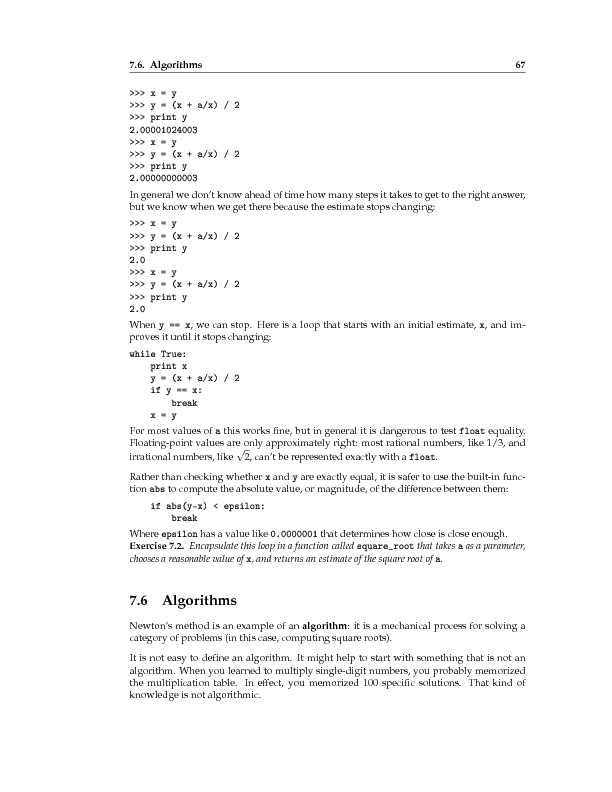 7.6. Algorithms 67
>>> x = y
>>> y = (x + a/x) / 2
>>> print y
2.00001024003
>>> x = y
>>> y = (x + a/x) / 2
>>> print y
2.00000000003
In general we don't know ahead of time how many steps it takes to get to the right answer,
but we know when we get there because the estimate stops changing:
>>> x = y
>>> y = (x + a/x) / 2
>>> print y
2.0
>>> x = y
>>> y = (x + a/x) / 2
>>> print y
2.0
When y == x, we can stop. Here is a loop that starts with an initial estimate, x, and im-
proves it until it stops changing:
while True:
    print x
    y = (x + a/x) / 2
    if y == x:
        break
    x = y
For most values of a this works fine, but in general it is dangerous to test float equality.
Floating-point values are only approximately right: most rational numbers, like 1/3, and
irrational numbers, like √2, can't be represented exactly with a float.
Rather than checking whether x and y are exactly equal, it is safer to use the built-in func-
tion abs to compute the absolute value, or magnitude, of the difference between them:
    if abs(y-x) < epsilon:
        break
Where epsilon has a value like 0.0000001 that determines how close is close enough.
Exercise 7.2. Encapsulate this loop in a function called square_root that takes a as a parameter,
chooses a reasonable value of x, and returns an estimate of the square root of a.
7.6 Algorithms
Newton's method is an example of an algorithm: it is a mechanical process for solving a
category of problems (in this case, computing square roots).
It is not easy to define an algorithm. It might help to start with something that is not an
algorithm. When you learned to multiply single-digit numbers, you probably memorized
the multiplication table. In effect, you memorized 100 specific solutions. That kind of
knowledge is not algorithmic.